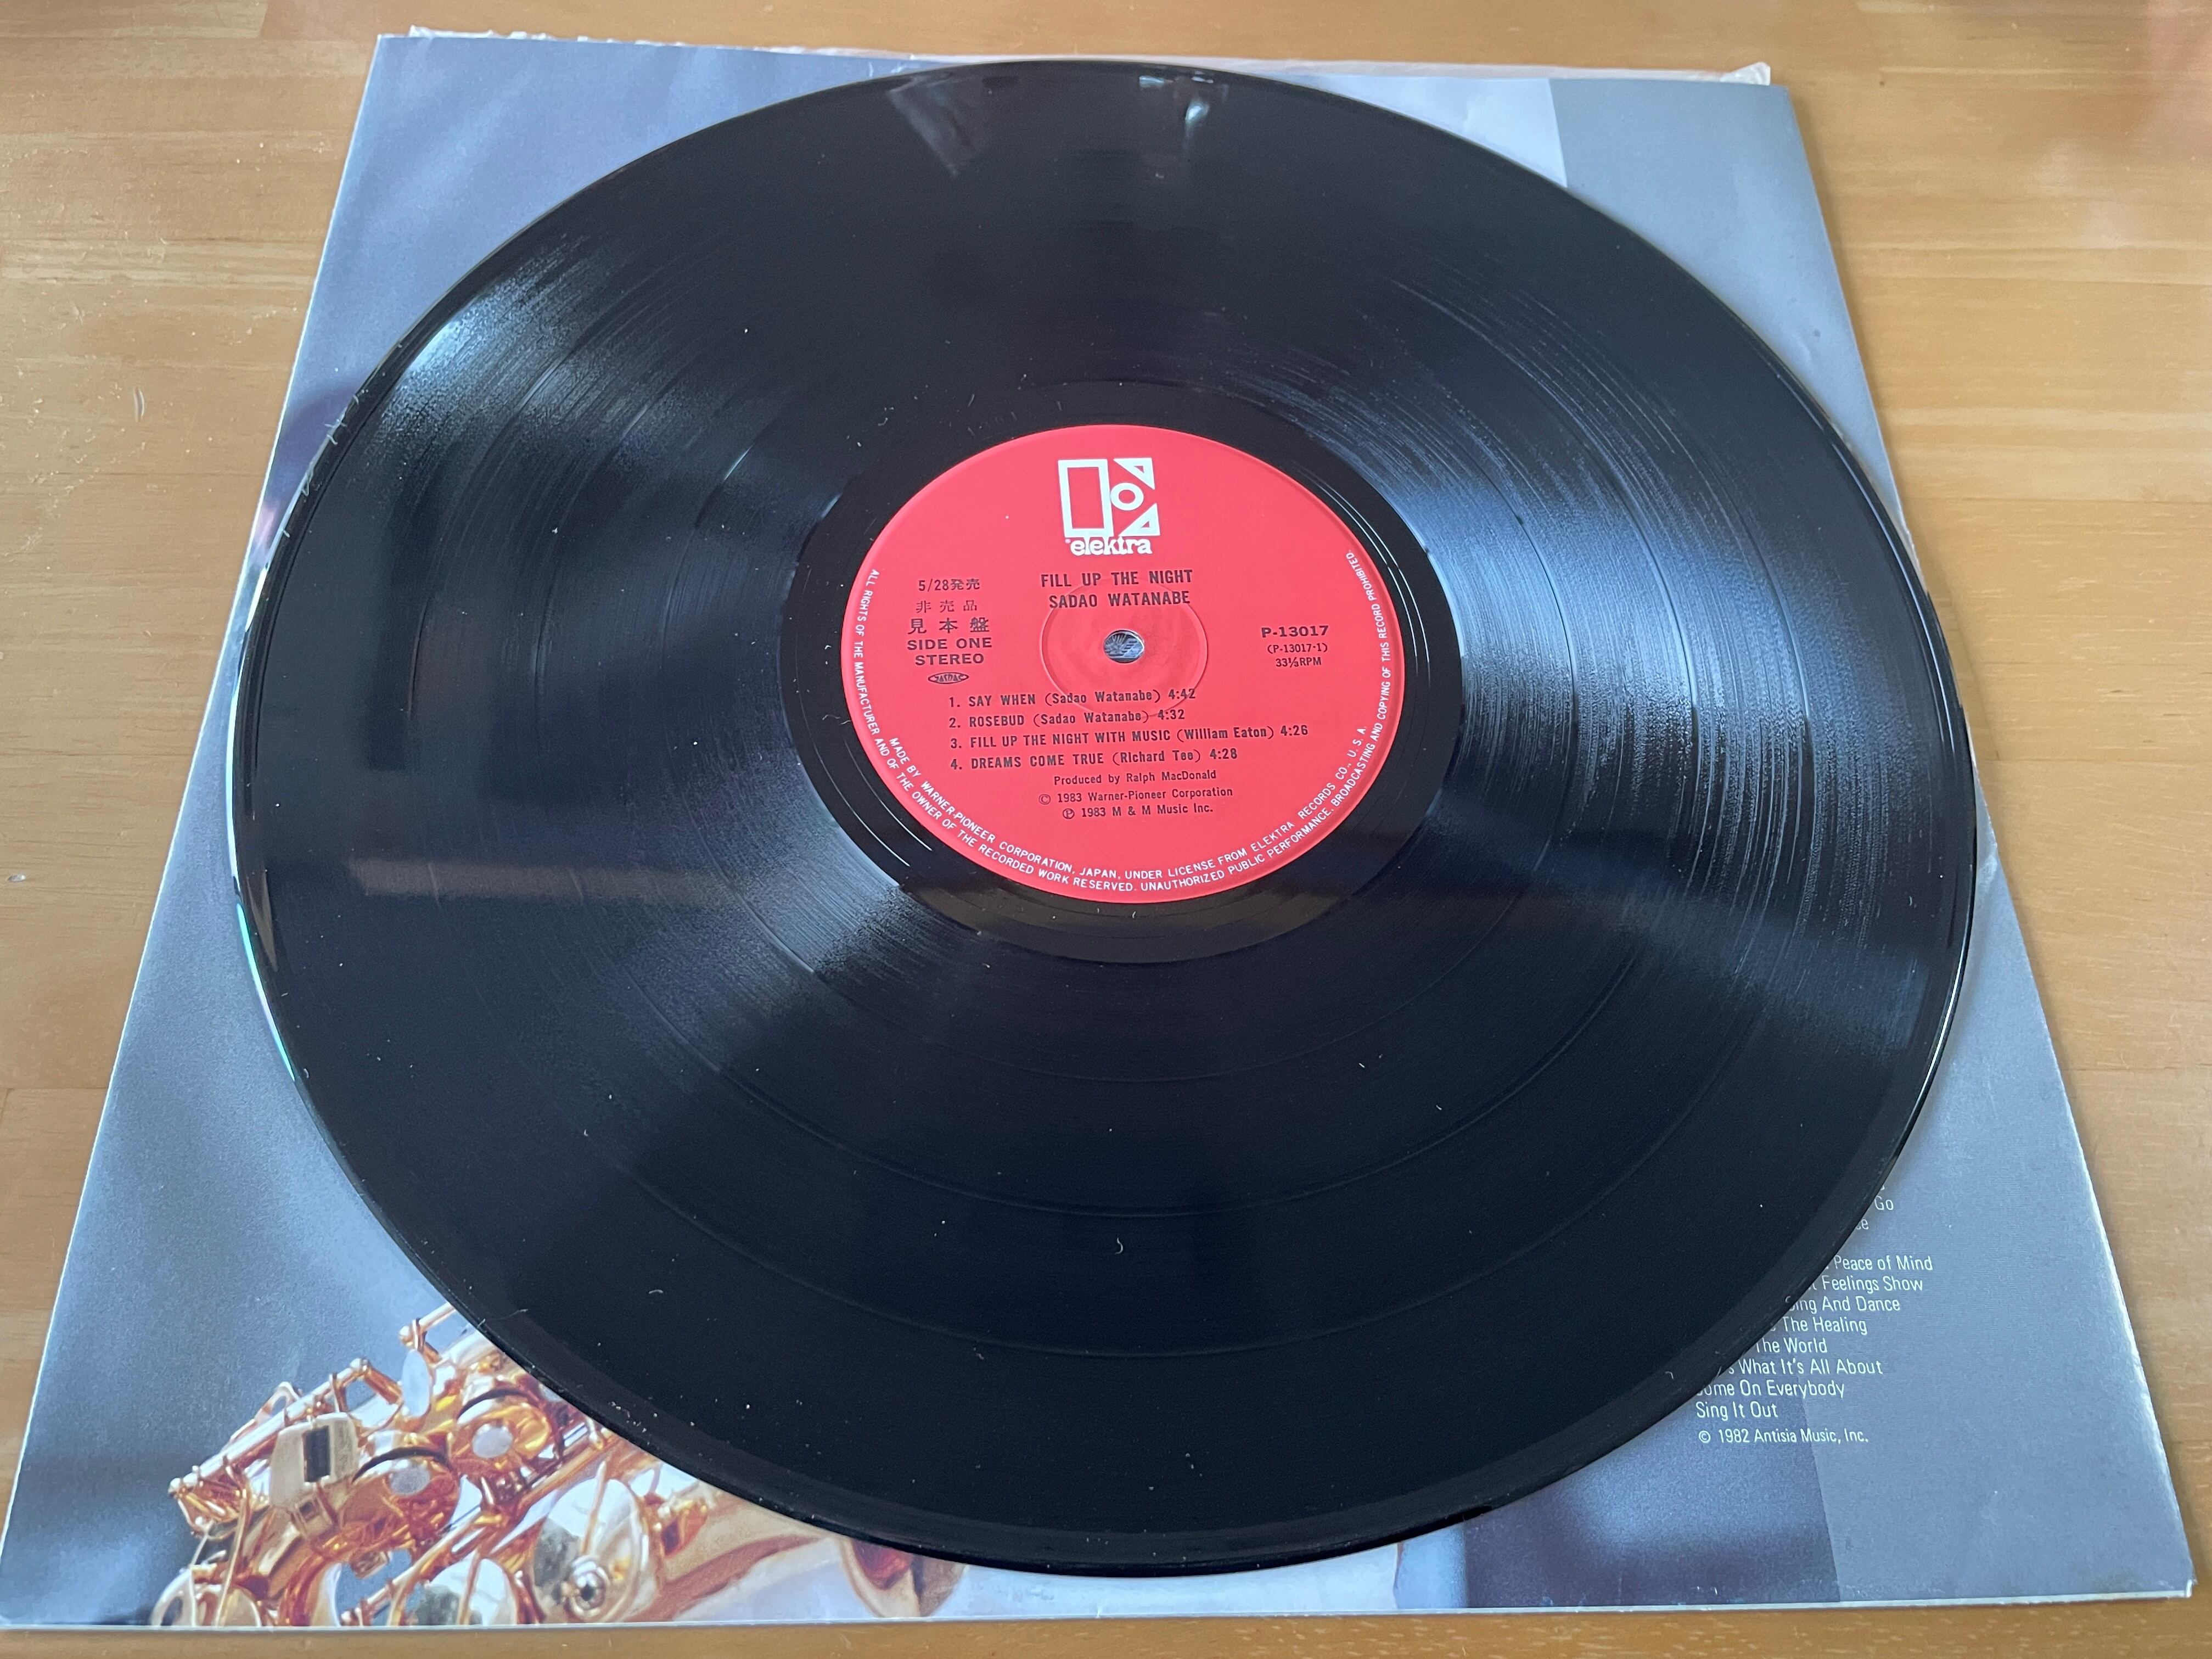 elektra
FILL UP THE NIGHT
SADAO WATANABE
5/28発売
非売品
見本盤
SIDE ONE
STEREO
P-13017
(P-13017-1)
33⅓RPM
1. SAY WHEN (Sadao Watanabe) 4:42
2. ROSEBUD (Sadao Watanabe) 4:32
3. FILL UP THE NIGHT WITH MUSIC (William Eaton) 4:26
4. DREAMS COME TRUE (Richard Tee) 4:28
Produced by Ralph MacDonald
© 1983 Warner-Pioneer Corporation
℗ 1983 M & M Music Inc.
MADE BY WARNER-PIONEER CORPORATION, JAPAN, UNDER LICENSE FROM ELEKTRA RECORDS CO., U.S.A.
ALL RIGHTS OF THE MANUFACTURER AND OF THE OWNER OF THE RECORDED WORK RESERVED. UNAUTHORIZED PUBLIC PERFORMANCE, BROADCASTING AND COPYING OF THIS RECORD PROHIBITED.
Go
Peace of Mind
Feelings Show
And Dance
The Healing
The World
What It's All About
On Everybody
Sing It Out
© 1982 Antisia Music, Inc.